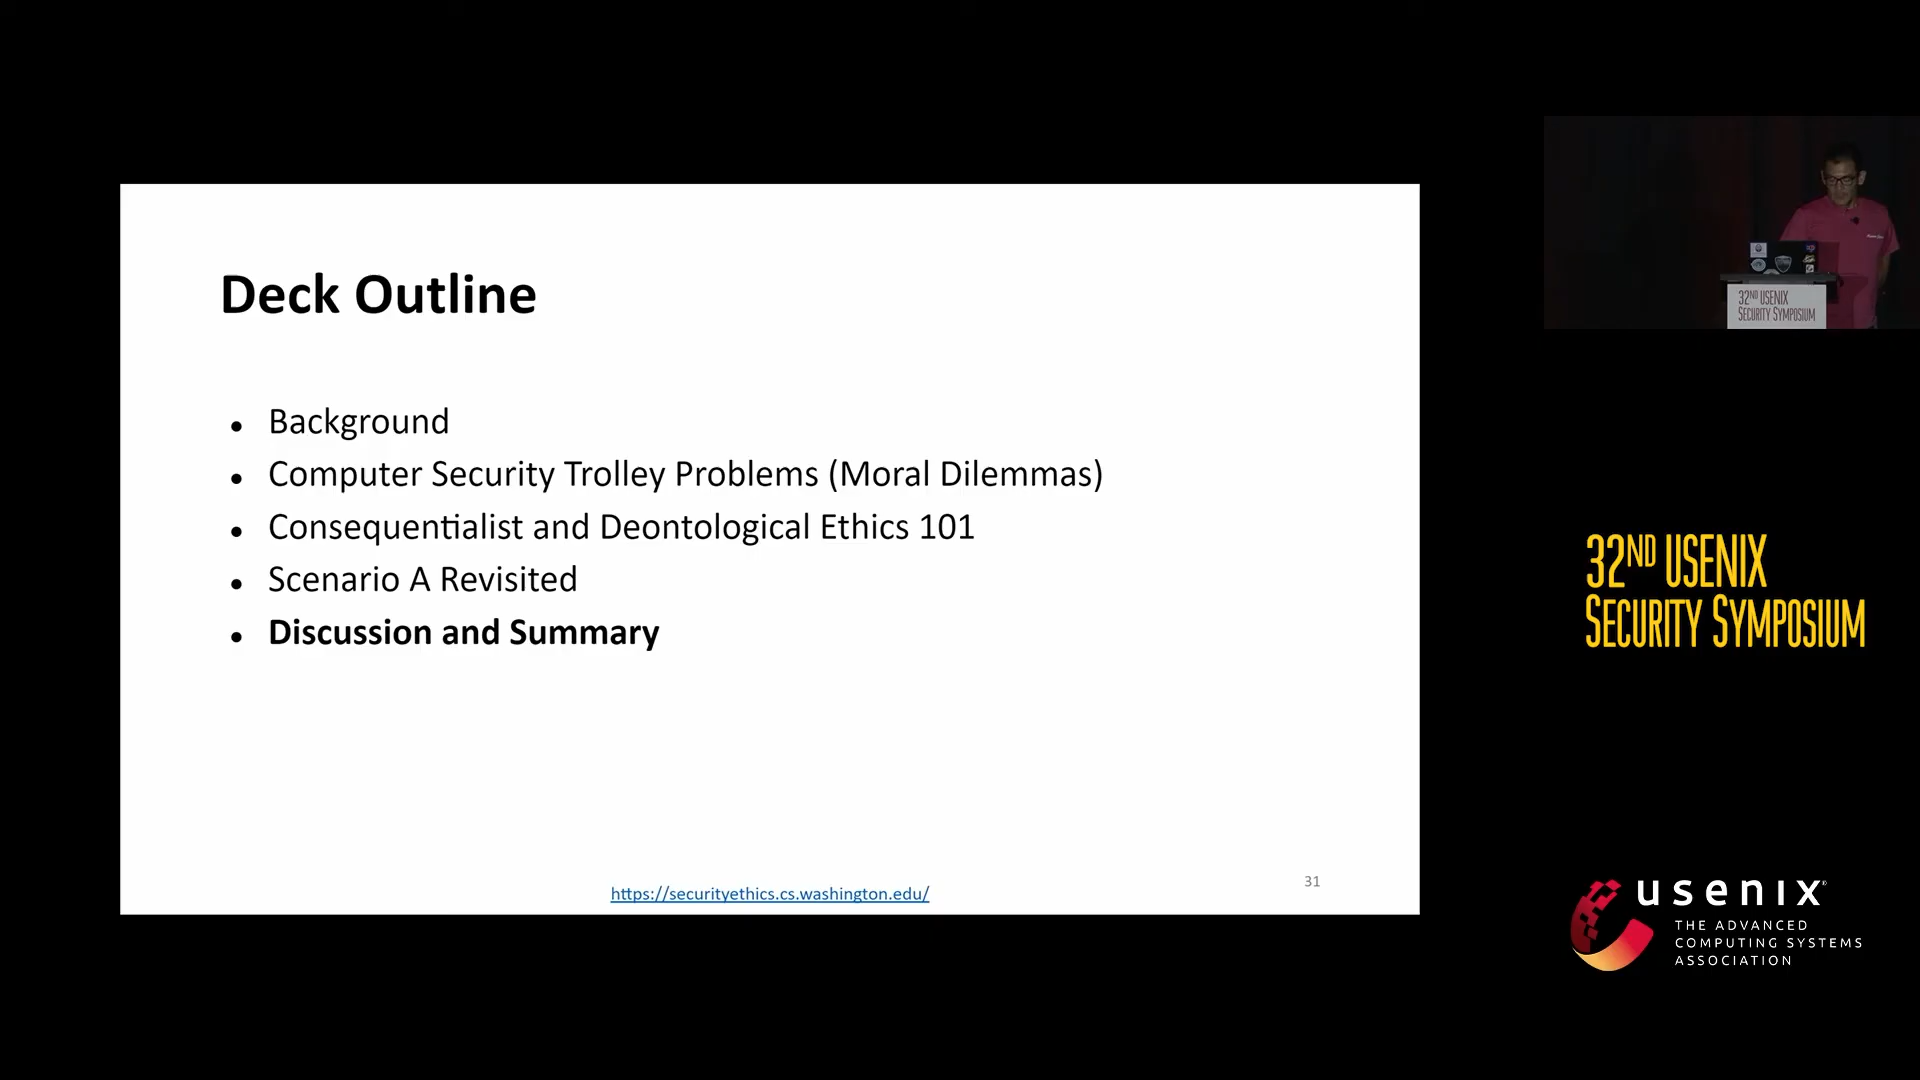 Deck Outline
Background
Computer Security Trolley Problems (Moral Dilemmas)
Consequentialist and Deontological Ethics 101
Scenario A Revisited
Discussion and Summary
https://securityethics.cs.washington.edu/
31
32ND USENIX
SECURITY SYMPOSIUM
32ND USENIX
SECURITY SYMPOSIUM
usenix®
THE ADVANCED
COMPUTING SYSTEMS
ASSOCIATION